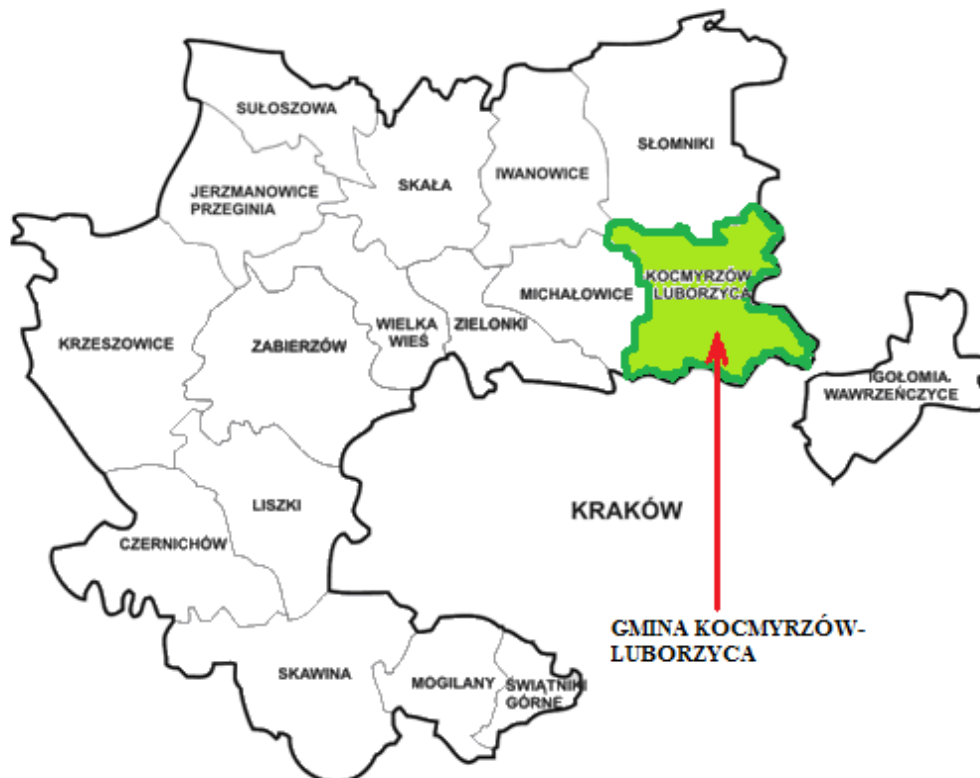 SUŁOSZOWA
SŁOMNIKI
IWANOWICE
SKAŁA
JERZMANOWICE
PRZEGINIA
KOCMYRZÓW
LUBORZYCA
MICHAŁOWICE
ZIELONKI
WIELKA
WIEŚ
ZABIERZÓW
KRZESZOWICE
IGOŁOMIA
WAWRZEŃCZYCE
LISZKI
KRAKÓW
CZERNICHÓW
GMINA KOCMYRZÓW-
LUBORZYCA
SKAWINA
MOGILANY
ŚWIĄTNIKI
GÓRNE